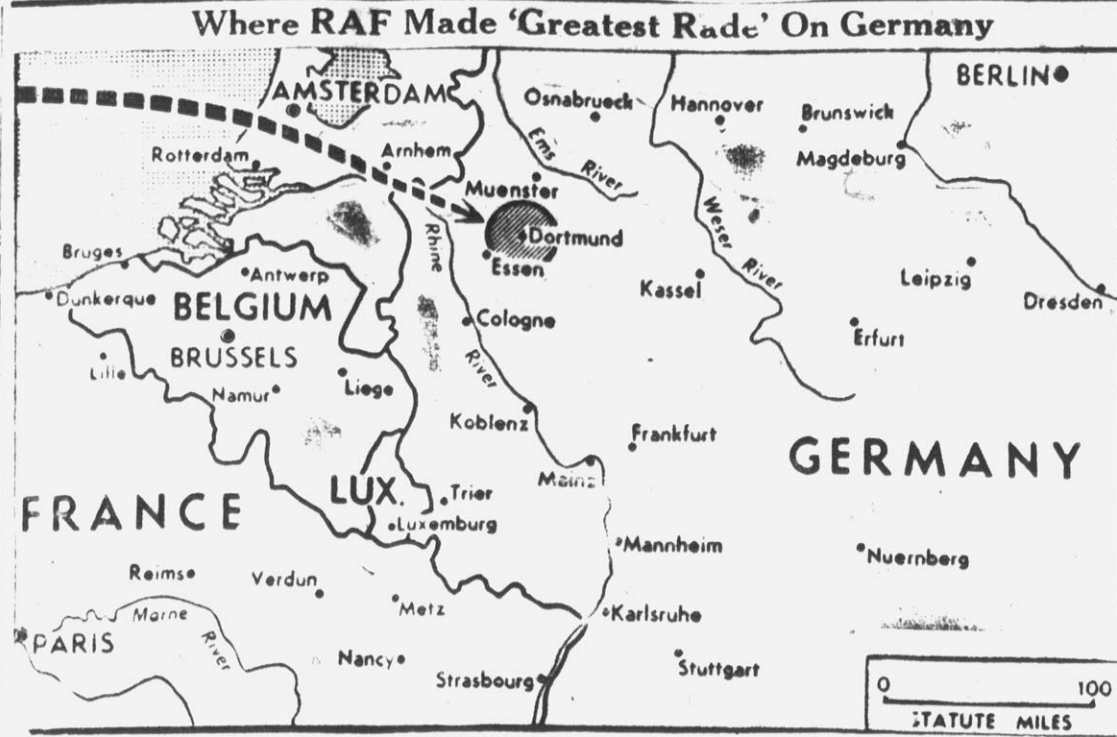 Where RAF Made 'Greatest Rade' On Germany
BERLIN
AMSTERDAM
Osnabrueck
Hannover
Brunswick
Magdeburg
Rotterdam
Arnhem
Ems
River
Muenster
Weser
River
Dortmund
Rhine
River
Essen
Bruges
Antwerp
Dunkerque
BELGIUM
BRUSSELS
Kassel
Leipzig
Dresden
Cologne
Erfurt
Lille
Namur
Liege
Koblenz
Frankfurt
GERMANY
Mainz
LUX.
Trier
Luxemburg
FRANCE
Mannheim
Nuernberg
Reims
Verdun
Metz
Karlsruhe
Marne
River
PARIS
Nancy
Strasbourg
Stuttgart
0 100
STATUTE MILES